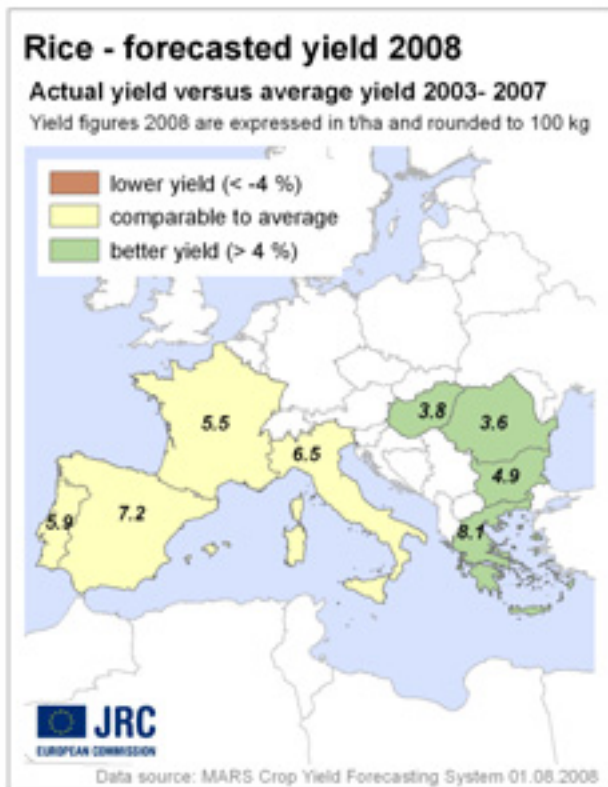 Rice - forecasted yield 2008
Actual yield versus average yield 2003- 2007
Yield figures 2008 are expressed in t/ha and rounded to 100 kg
lower yield (< -4 %)
comparable to average
better yield (> 4 %)
3.8
5.5
3.6
6.5
4.9
5.9
7.2
8.1
JRC
EUROPEAN COMMISSION
Data source: MARS Crop Yield Forecasting System 01.08.2008